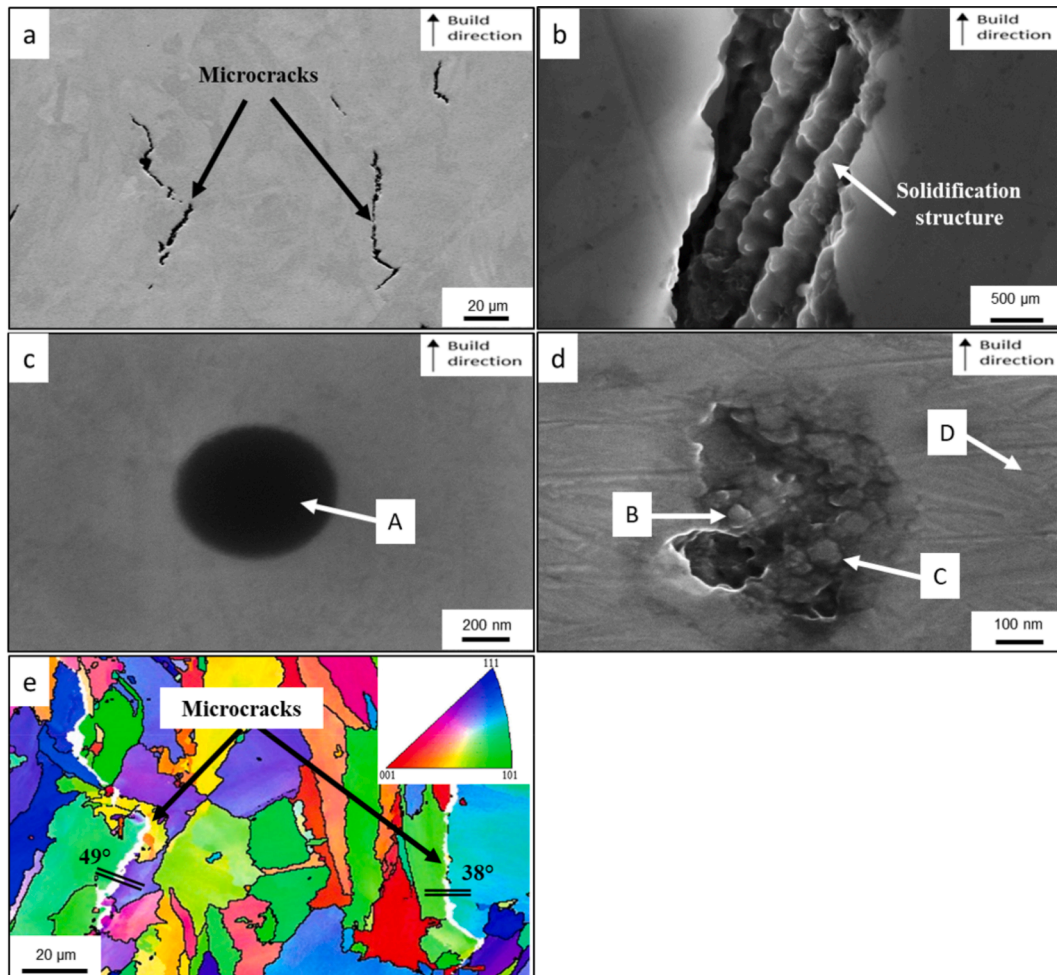 a
Build
direction
Microcracks
20 µm
b
Build
direction
Solidification
structure
500 µm
c
Build
direction
A
200 nm
d
Build
direction
D
B
C
100 nm
e
Microcracks
111
001
101
49°
38°
20 µm